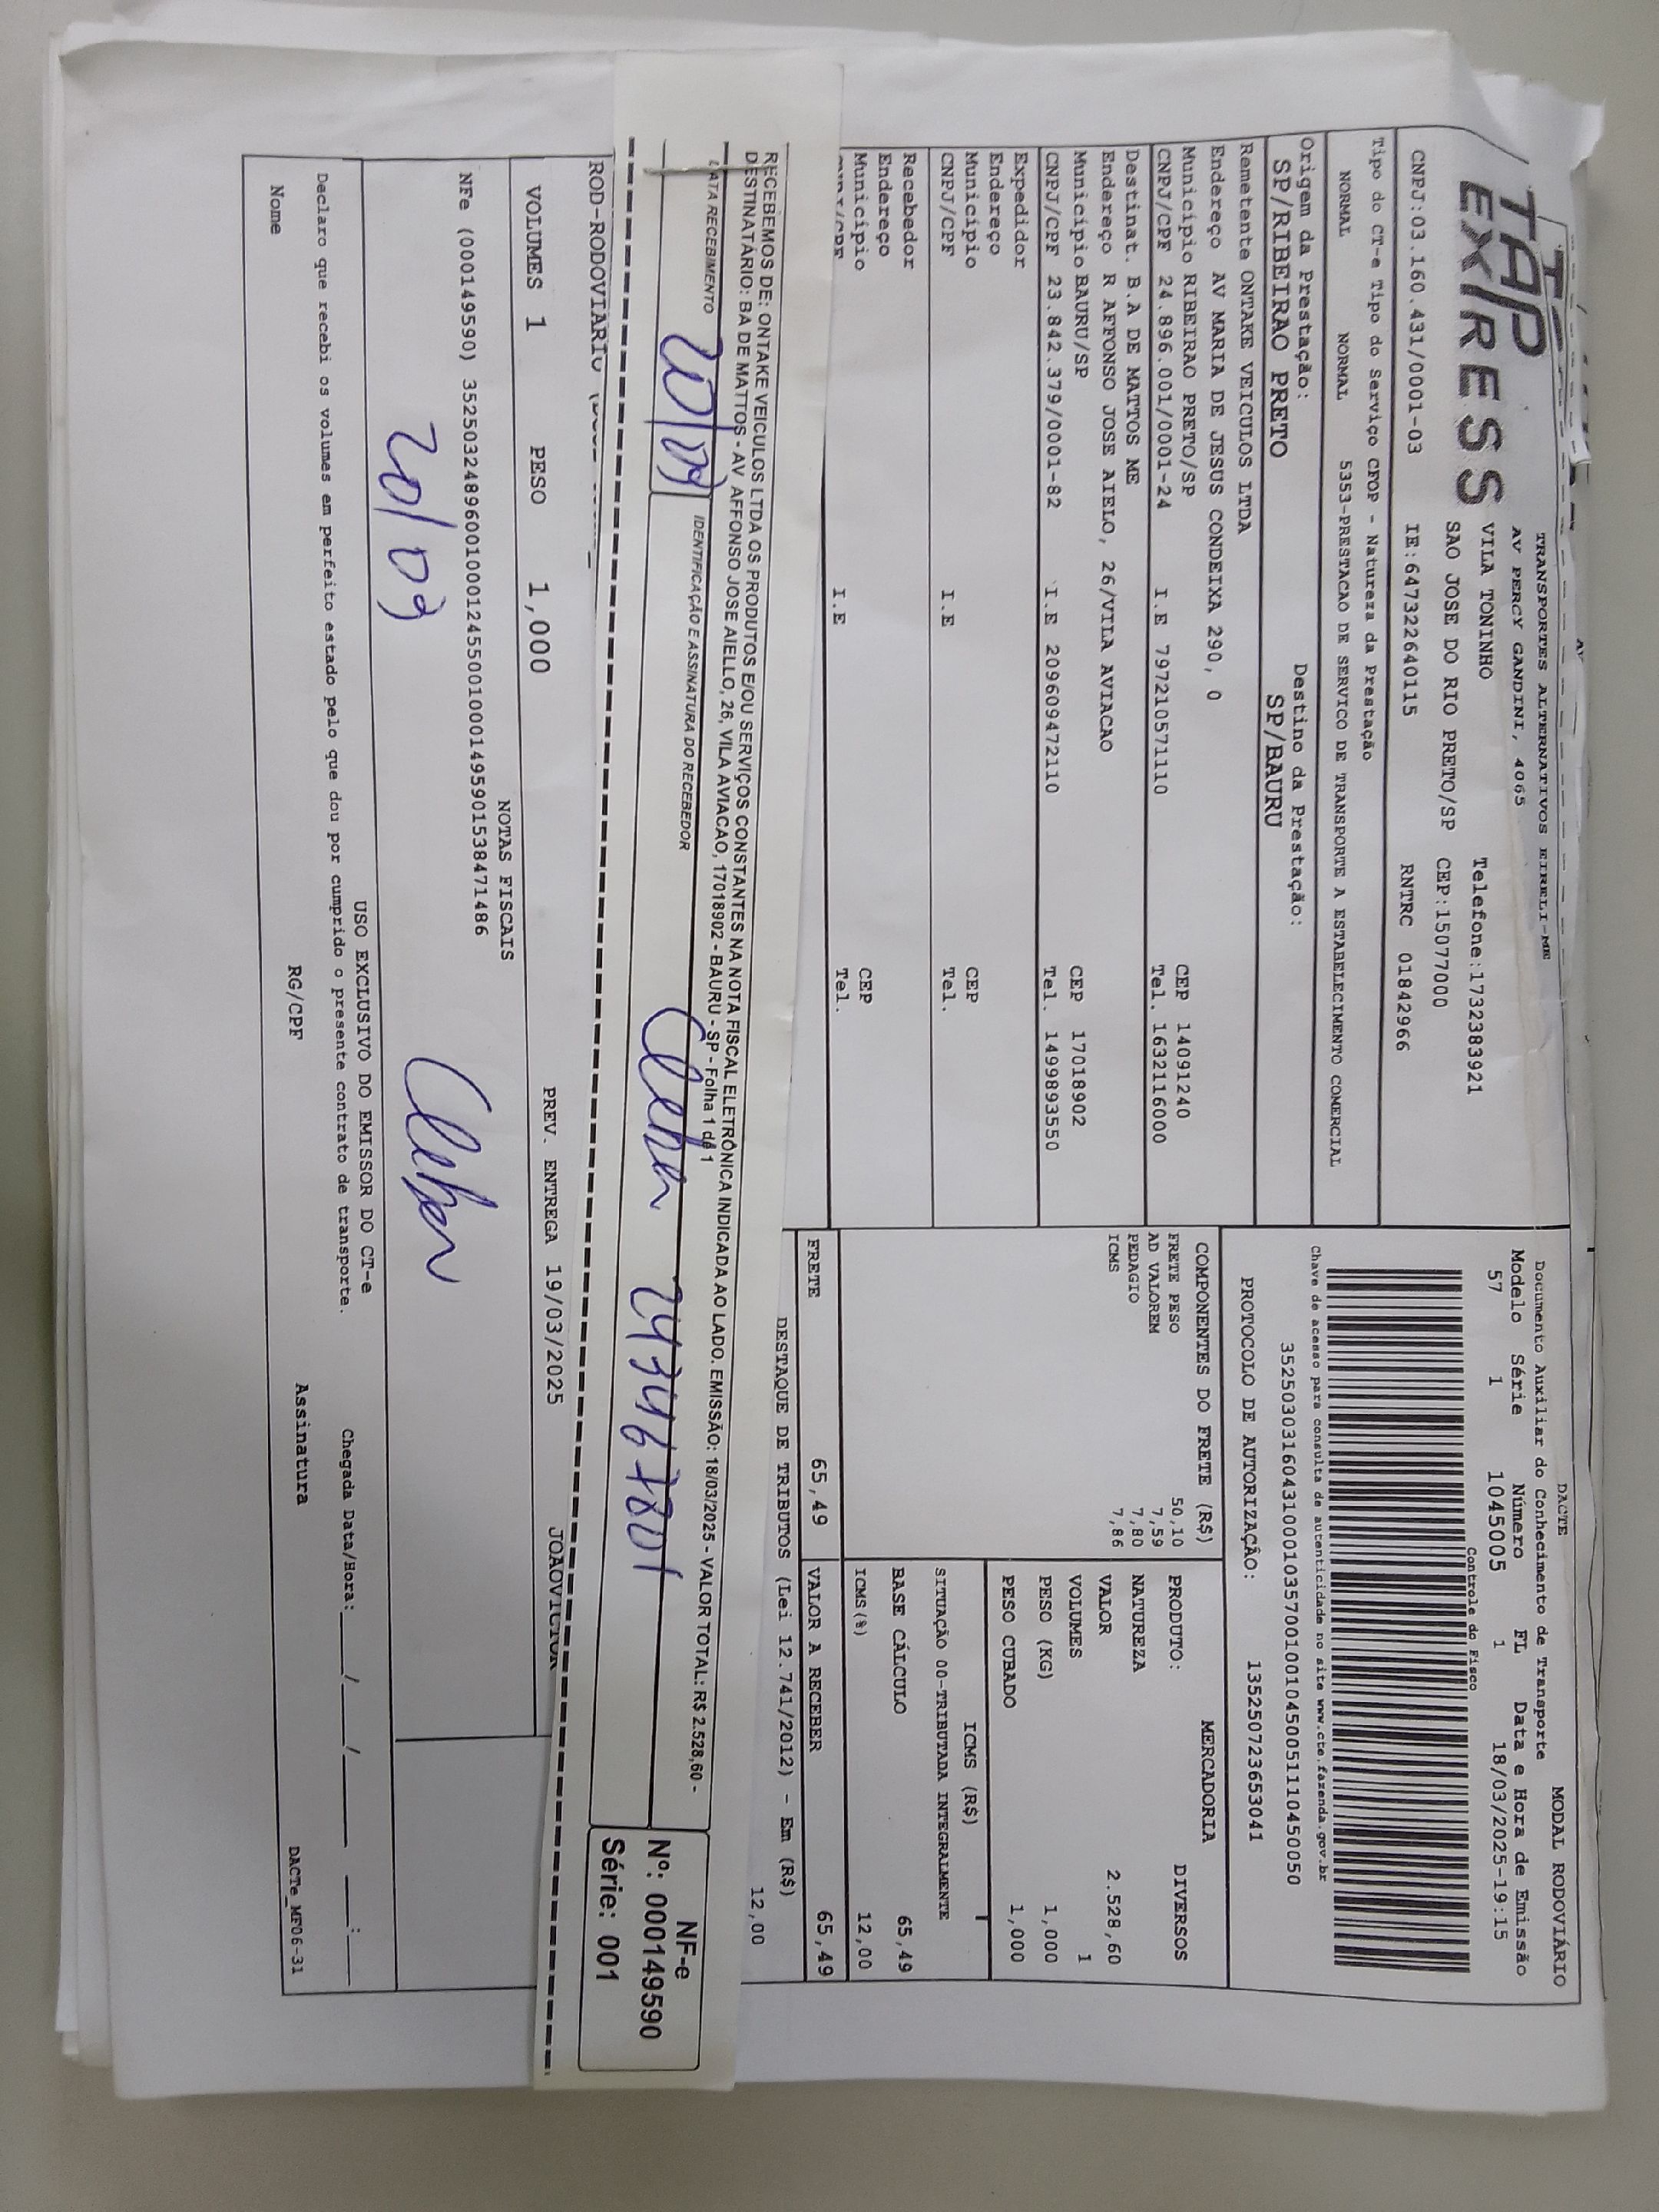 TAP
EXPRESS
TRANSPORTES ALTERNATIVOS EIRELI-ME
AV PERCY GANDINI, 4065
VILA TONINHO Telefone:1732383921
SAO JOSE DO RIO PRETO/SP CEP:15077000
CNPJ:03.160.431/0001-03 IE:647322640115 RNTRC 01842966
Tipo do CT-e Tipo do Serviço CFOP - Natureza da Prestação
NORMAL NORMAL 5353-PRESTACAO DE SERVICO DE TRANSPORTE A ESTABELECIMENTO COMERCIAL
Origem da Prestação: Destino da Prestação:
SP/RIBEIRAO PRETO SP/BAURU
Remetente ONTAKE VEICULOS LTDA
Endereço AV MARIA DE JESUS CONDEIXA 290, 0
Município RIBEIRAO PRETO/SP CEP 14091240
CNPJ/CPF 24.896.001/0001-24 I.E 797210571110 Tel. 1632116000
Destinat. B.A DE MATTOS ME
Endereço R AFFONSO JOSE AIELO, 26/VILA AVIACAO
Município BAURU/SP CEP 17018902
CNPJ/CPF 23.842.379/0001-82 I.E 209609472110 Tel. 14998935​50
Expedidor
Endereço
Município CEP
CNPJ/CPF I.E Tel.
Recebedor
Endereço
Município CEP
CNPJ/CPF I.E Tel.
DACTE MODAL RODOVIÁRIO
Documento Auxiliar do Conhecimento de Transporte
Modelo Série Número FL Data e Hora de Emissão
57 1 1045005 1 18/03/2025-19:15
Controle do Fisco
Chave de acesso para consulta de autenticidade no site www.cte.fazenda.gov.br
PROTOCOLO DE AUTORIZAÇÃO: 135250723653041
COMPONENTES DO FRETE (R$)
FRETE PESO 50,10
AD VALOREM 7,59
PEDAGIO 7,80
ICMS 7,86
MERCADORIA
PRODUTO: DIVERSOS
NATUREZA
VALOR 2.528,60
VOLUMES 1
PESO (KG) 1,000
PESO CUBADO 1,000
ICMS (R$)
SITUAÇÃO 00-TRIBUTADA INTEGRALMENTE
BASE CÁLCULO 65,49
ICMS(%) 12,00
FRETE 65,49 VALOR A RECEBER 65,49
DESTAQUE DE TRIBUTOS (Lei 12.741/2012) - Em (R$)
12,00
RECEBEMOS DE: ONTAKE VEICULOS LTDA OS PRODUTOS E/OU SERVIÇOS CONSTANTES NA NOTA FISCAL ELETRÔNICA INDICADA AO LADO. EMISSÃO: 18/03/2025 - VALOR TOTAL: R$ 2.528,60 -
DESTINATÁRIO: BA DE MATTOS - AV AFFONSO JOSE AIELLO, 26, VILA AVIACAO, 17018902 - BAURU - SP - Folha 1 de 1
DATA RECEBIMENTO IDENTIFICAÇÃO E ASSINATURA DO RECEBEDOR
20/03 Cleber
NF-e
Nº: 000149590
Série: 001
ROD-RODOVIARIO
JOAOVICTOR
VOLUMES 1 PESO 1,000 PREV. ENTREGA 19/03/2025
NOTAS FISCAIS
NFe (000149590)
20/03 Cleber
USO EXCLUSIVO DO EMISSOR DO CT-e
Declaro que recebi os volumes em perfeito estado pelo que dou por cumprido o presente contrato de transporte.
Chegada Data/Hora:____/____/______ ____:____
Nome RG/CPF Assinatura
DACTe_MF06-31